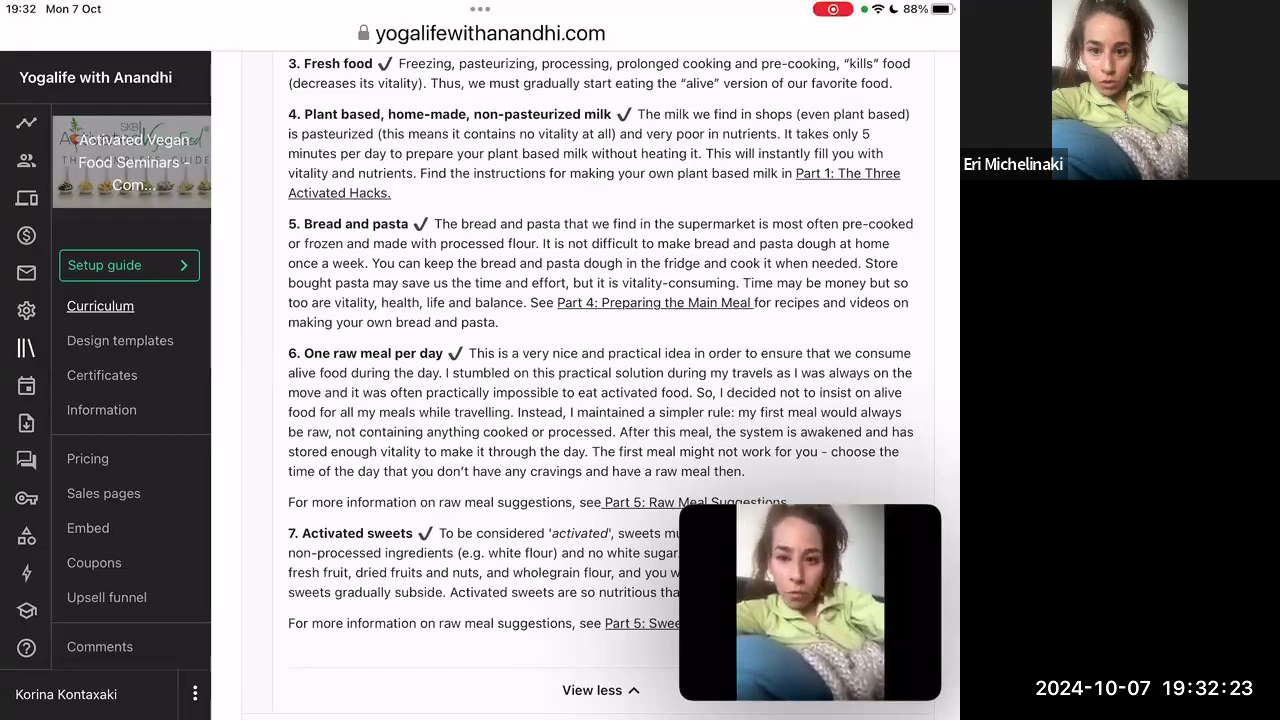 19:32 Mon 7 Oct
88%
yogalifewithanandhi.com
Yogalife with Anandhi
Activated Vegan
Food Seminars -
Com...
Setup guide
Curriculum
Design templates
Certificates
Information
Pricing
Sales pages
Embed
Coupons
Upsell funnel
Comments
Korina Kontaxaki
3. Fresh food ✓ Freezing, pasteurizing, processing, prolonged cooking and pre-cooking, “kills” food
(decreases its vitality). Thus, we must gradually start eating the “alive” version of our favorite food.
4. Plant based, home-made, non-pasteurized milk ✓ The milk we find in shops (even plant based)
is pasteurized (this means it contains no vitality at all) and very poor in nutrients. It takes only 5
minutes per day to prepare your plant based milk without heating it. This will instantly fill you with
vitality and nutrients. Find the instructions for making your own plant based milk in Part 1: The Three
Activated Hacks.
5. Bread and pasta ✓ The bread and pasta that we find in the supermarket is most often pre-cooked
or frozen and made with processed flour. It is not difficult to make bread and pasta dough at home
once a week. You can keep the bread and pasta dough in the fridge and cook it when needed. Store
bought pasta may save us the time and effort, but it is vitality-consuming. Time may be money but so
too are vitality, health, life and balance. See Part 4: Preparing the Main Meal for recipes and videos on
making your own bread and pasta.
6. One raw meal per day ✓ This is a very nice and practical idea in order to ensure that we consume
alive food during the day. I stumbled on this practical solution during my travels as I was always on the
move and it was often practically impossible to eat activated food. So, I decided not to insist on alive
food for all my meals while travelling. Instead, I maintained a simpler rule: my first meal would always
be raw, not containing anything cooked or processed. After this meal, the system is awakened and has
stored enough vitality to make it through the day. The first meal might not work for you - choose the
time of the day that you don’t have any cravings and have a raw meal then.
For more information on raw meal suggestions, see Part 5: Raw Meal Suggestions
7. Activated sweets ✓ To be considered 'activated', sweets
non-processed ingredients (e.g. white flour) and no white sugar.
fresh fruit, dried fruits and nuts, and wholegrain flour, and you
sweets gradually subside. Activated sweets are so nutritious
For more information on raw meal suggestions, see Part 5:
View less
Eri Michelinaki
2024-10-07 19:32:23